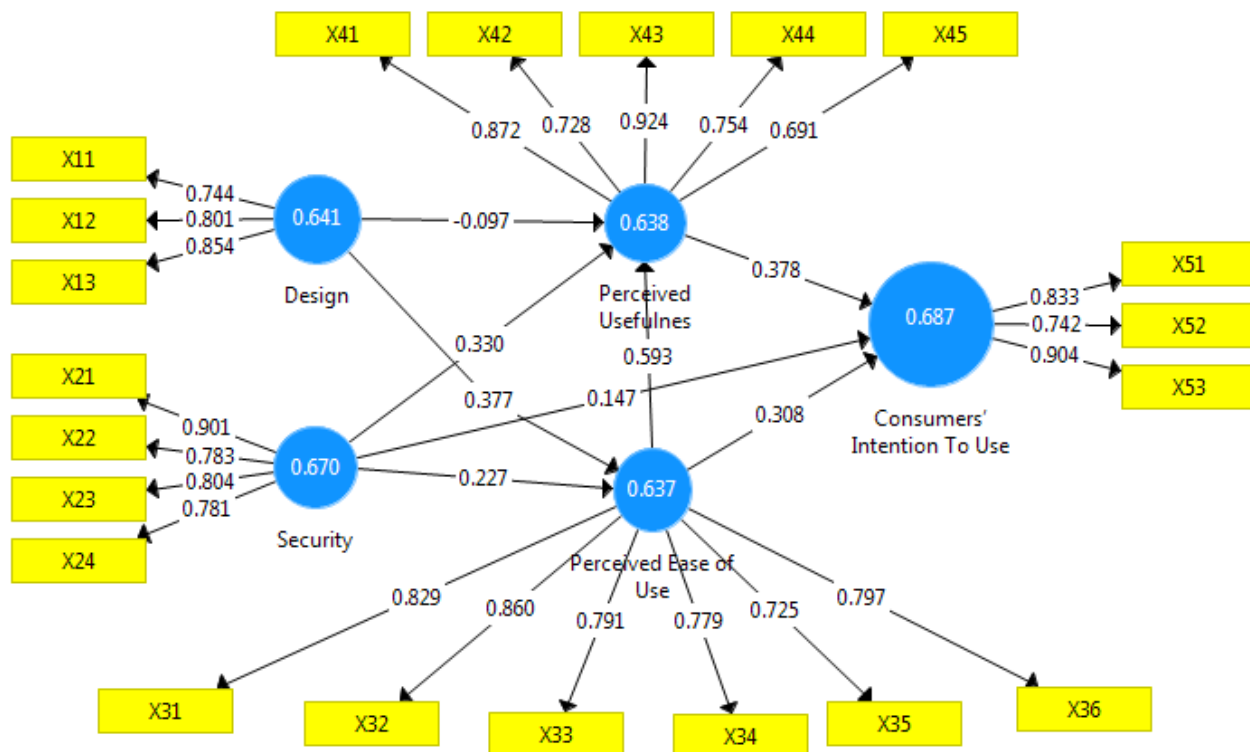 X41
X42
X43
X44
X45
0.872
0.728
0.924
0.754
0.691
X11
X12
X13
0.744
0.801
0.854
0.641
Design
-0.097
0.638
Perceived
Usefulnes
0.378
0.330
0.377
0.593
0.147
0.308
0.227
X21
X22
X23
X24
0.901
0.783
0.804
0.781
0.670
Security
0.687
Consumers'
Intention To Use
0.833
0.742
0.904
X51
X52
X53
0.637
Perceived Ease of
Use
0.829
0.860
0.791
0.779
0.725
0.797
X31
X32
X33
X34
X35
X36